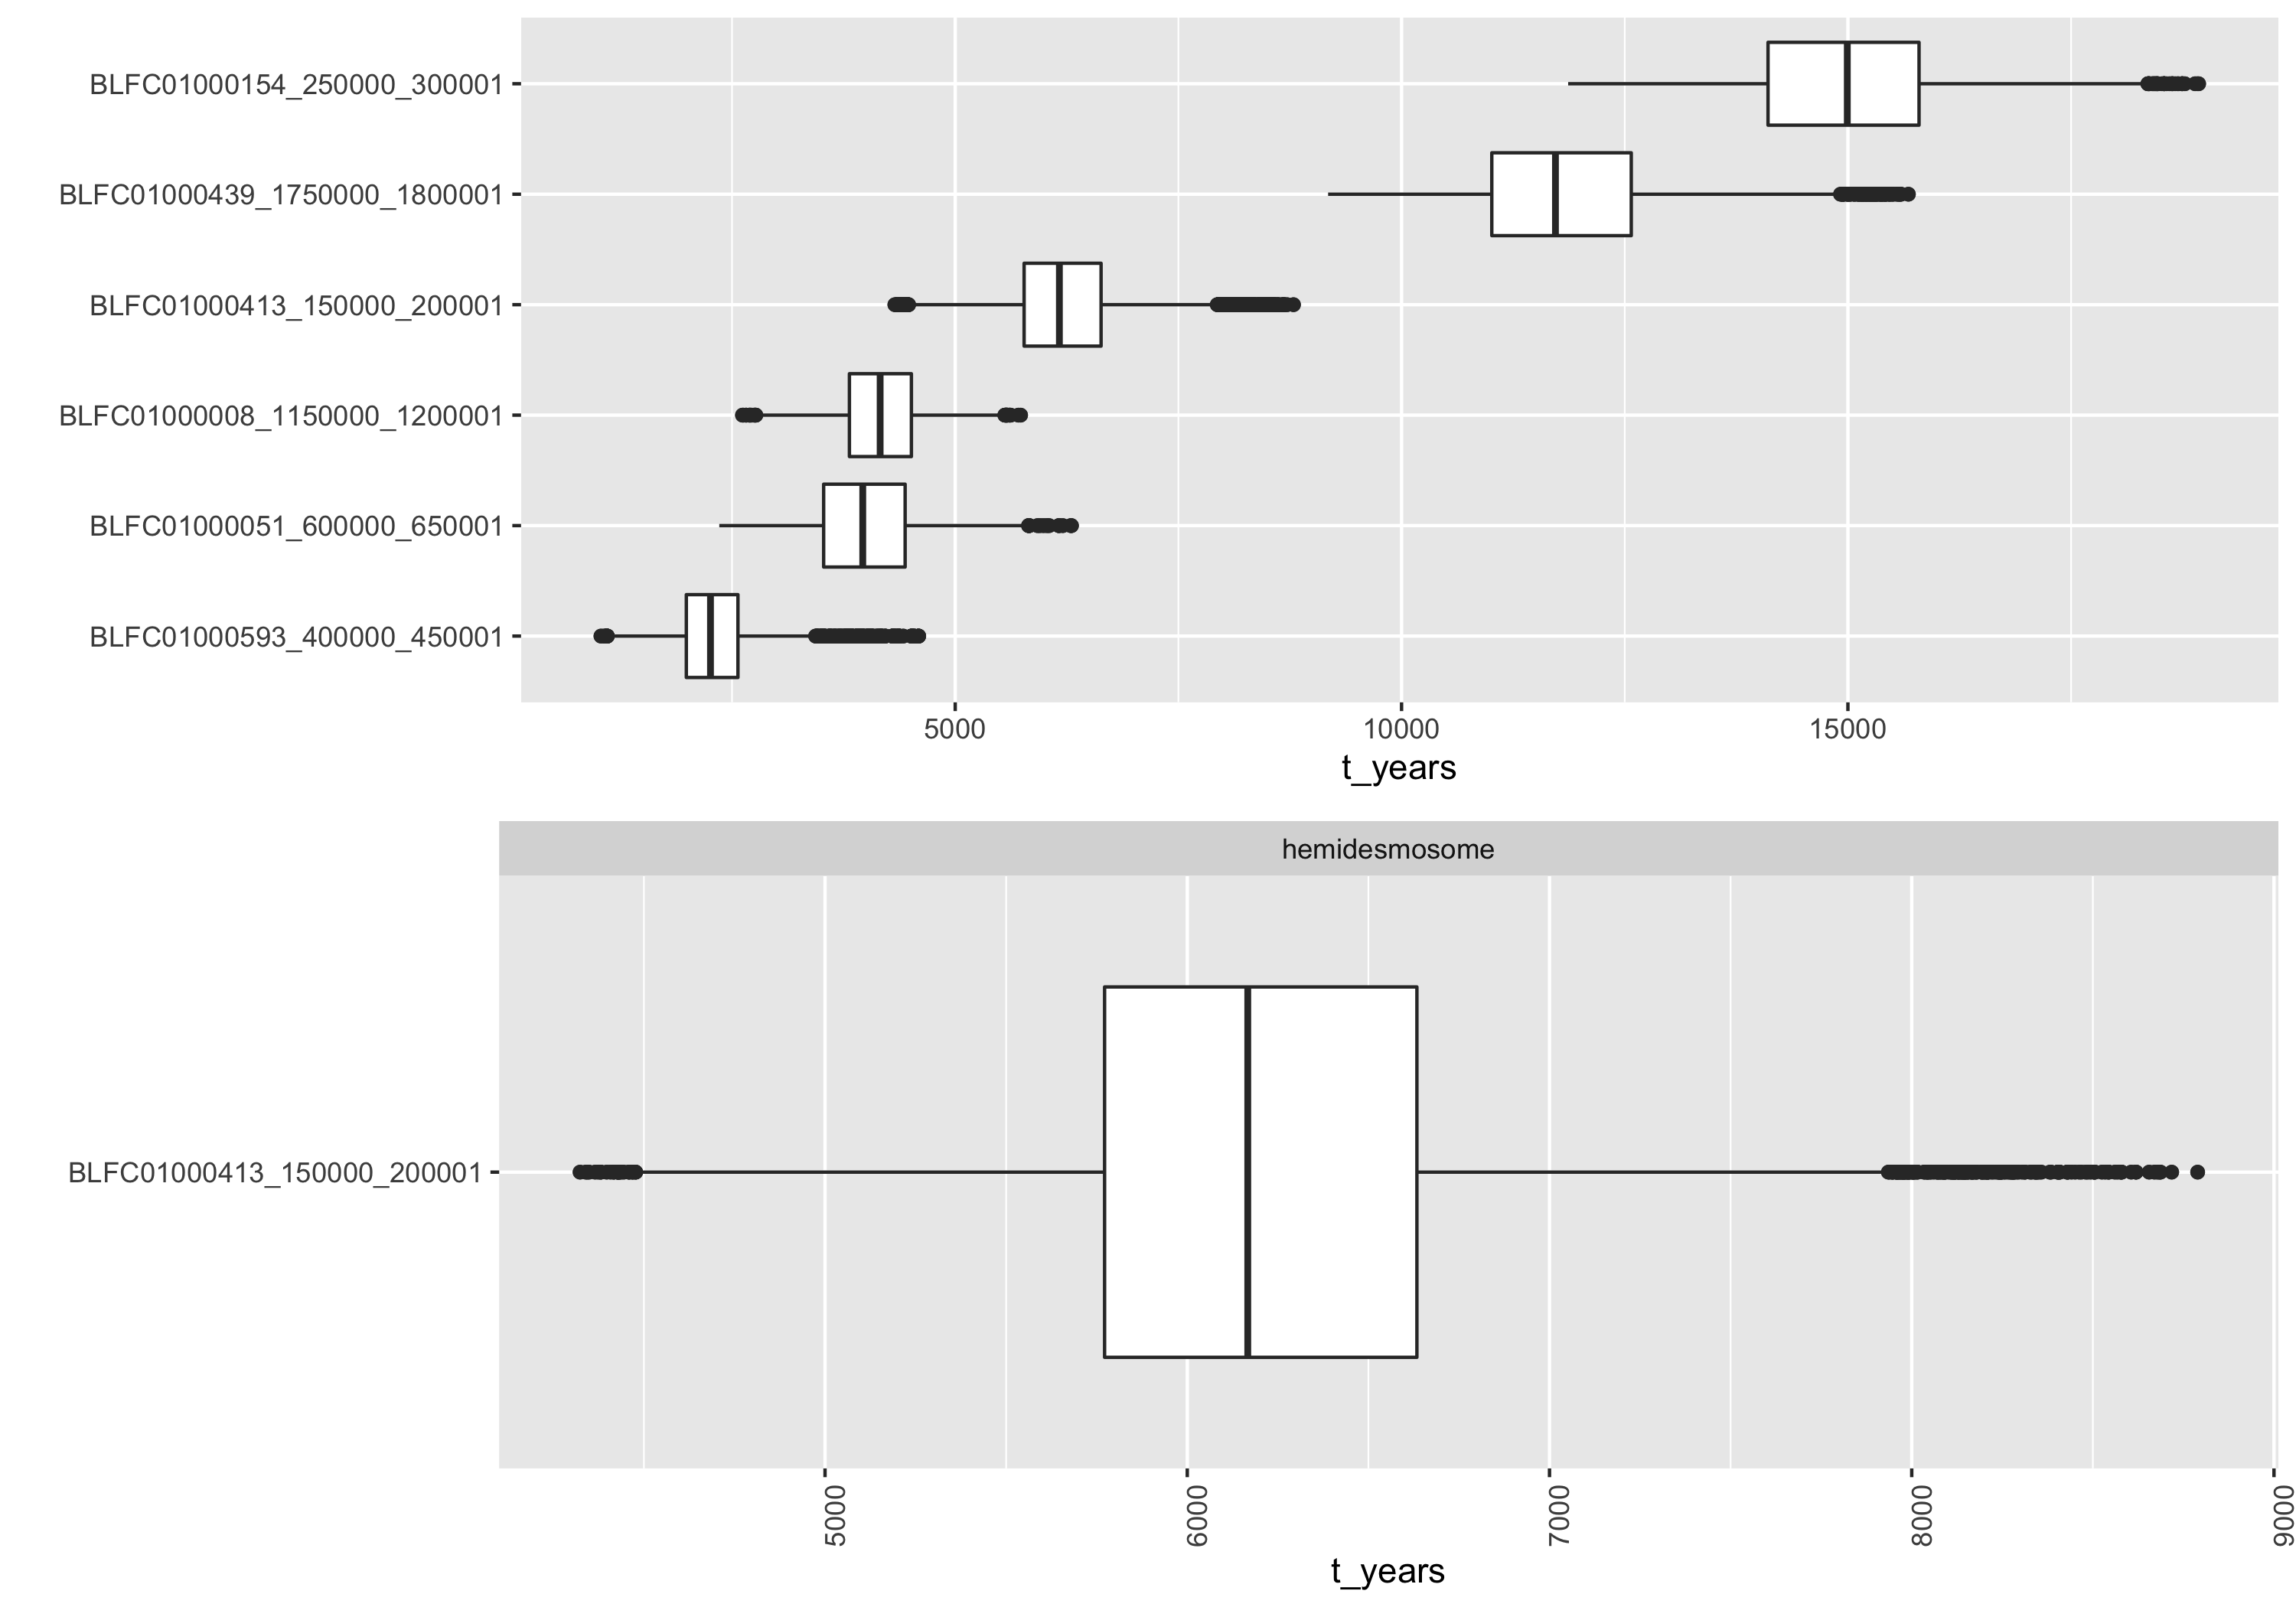 BLFC01000154_250000_300001
BLFC01000439_1750000_1800001
BLFC01000413_150000_200001
BLFC01000008_1150000_1200001
BLFC01000051_600000_650001
BLFC01000593_400000_450001
5000 10000 15000
t_years
hemidesmosome
BLFC01000413_150000_200001
5000 6000 7000 8000 9000
t_years